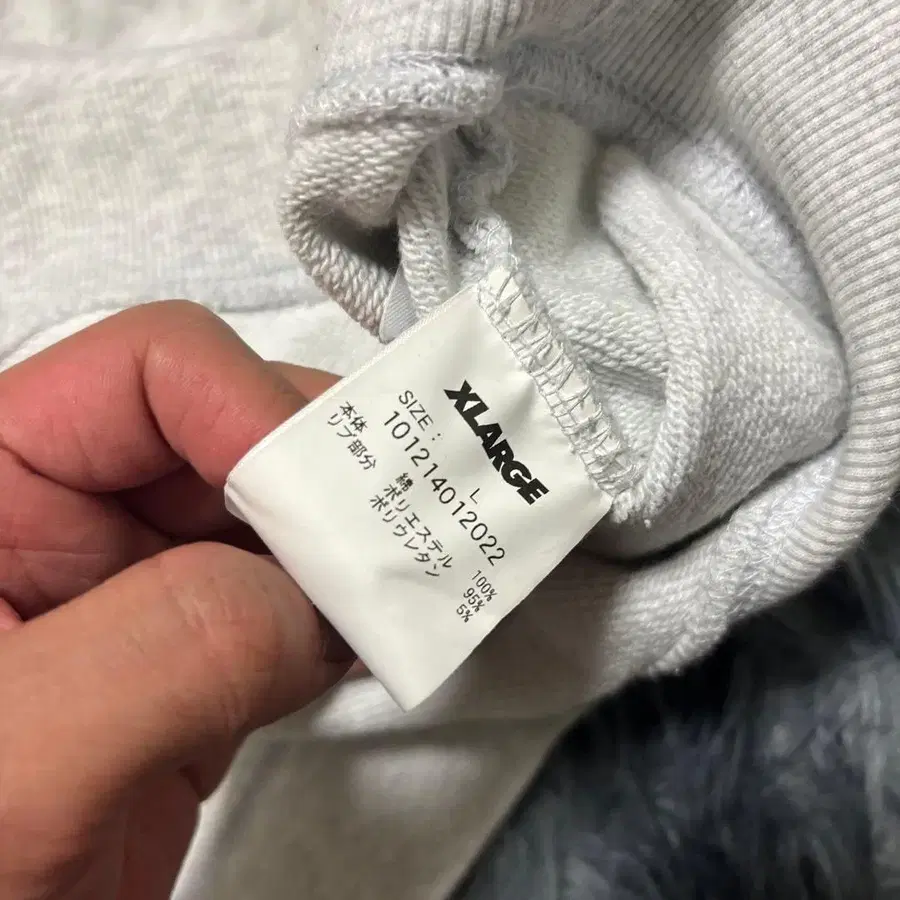 XLARGE
SIZE: L
101214012022
本体 綿 100%
リブ部分 ポリエステル 95%
ポリウレタン 5%